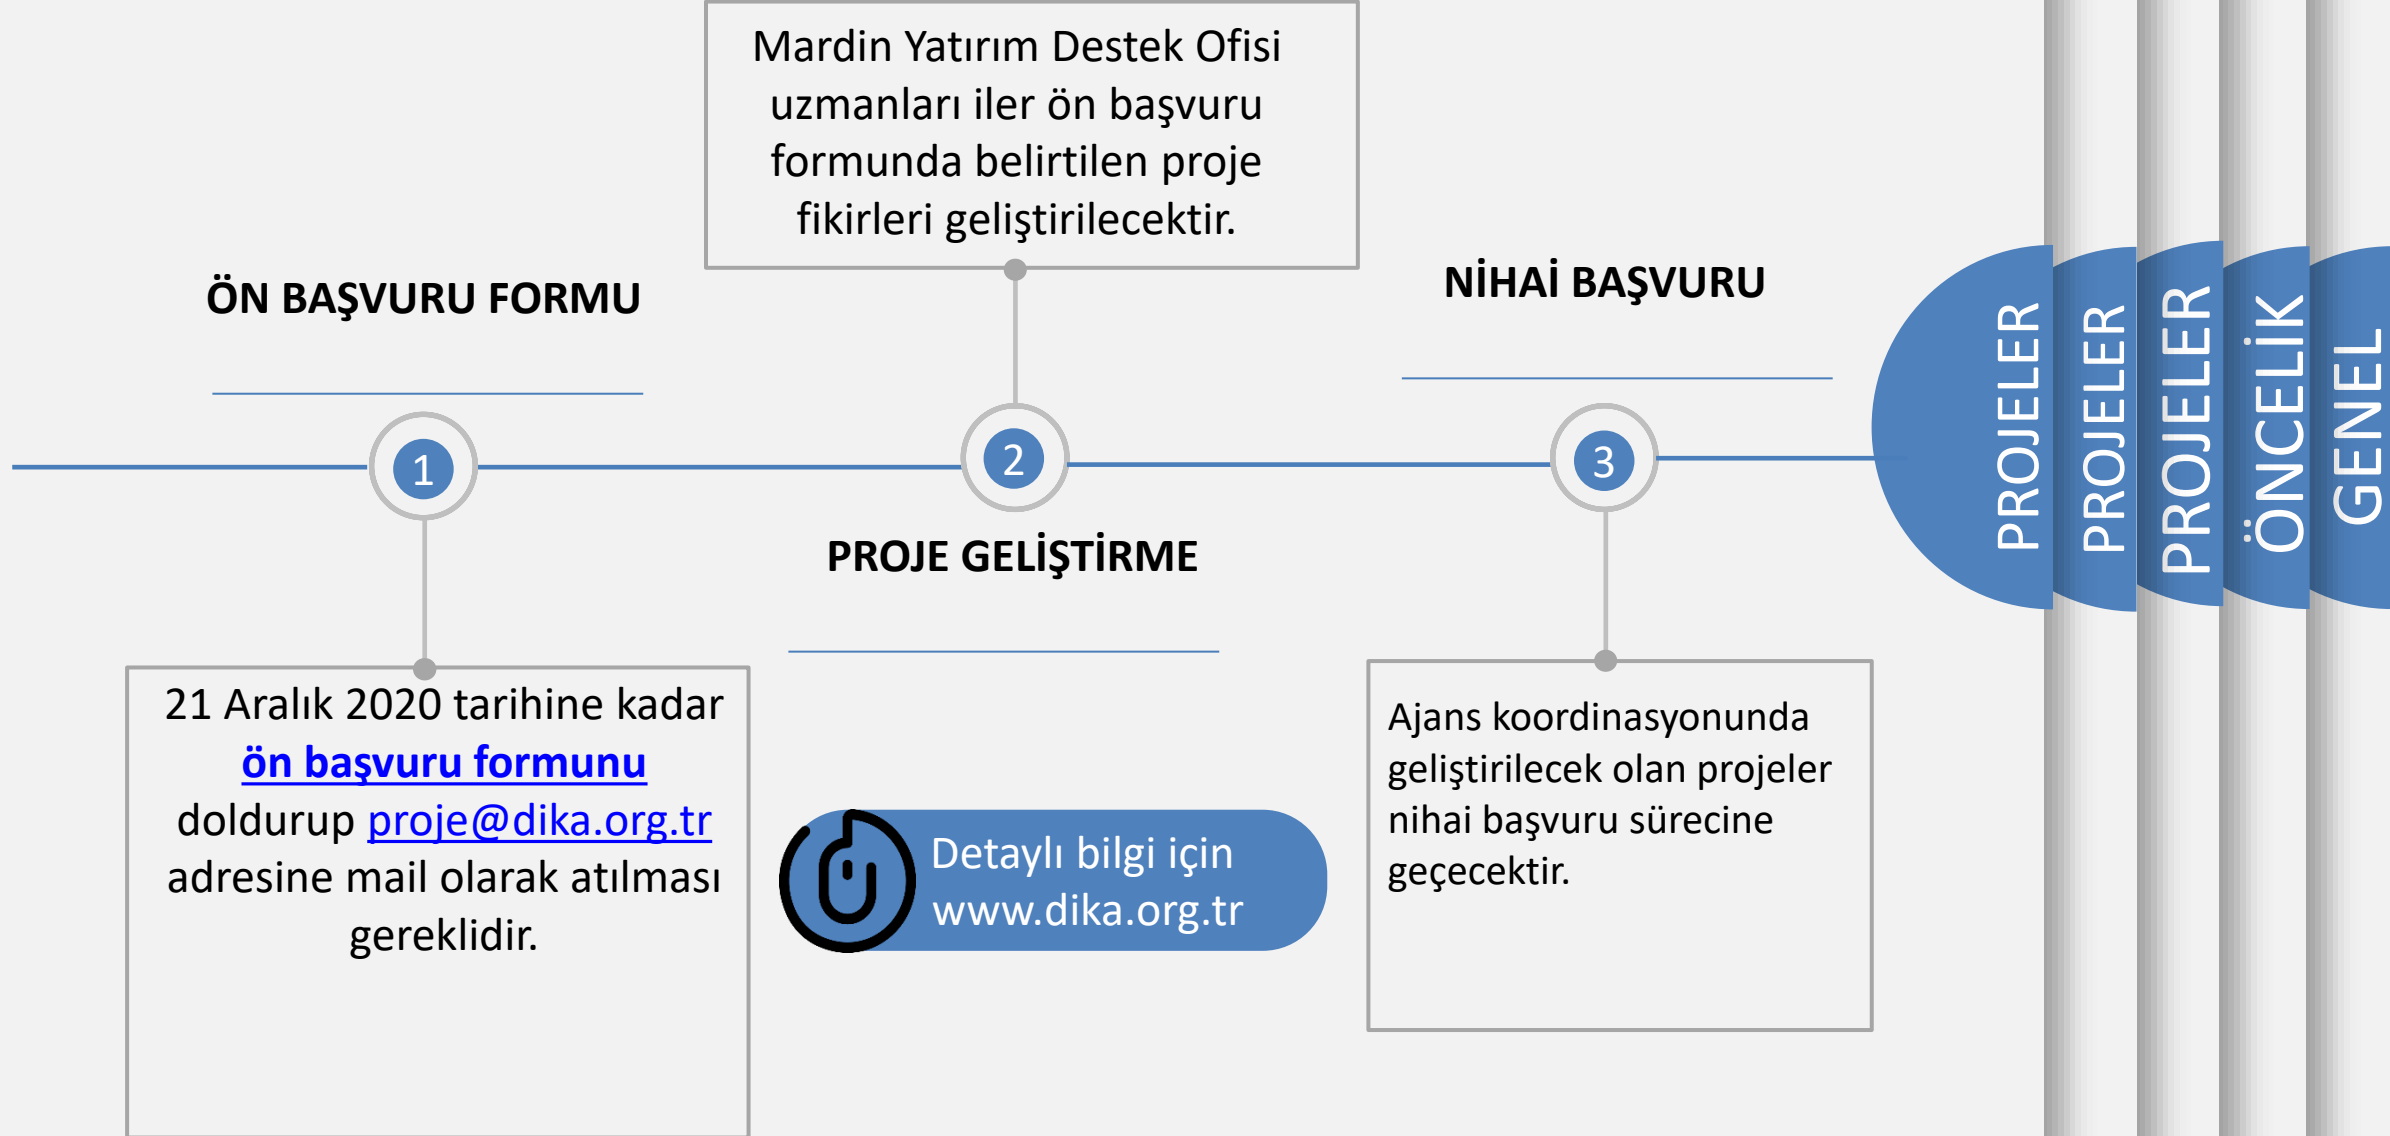 Mardin Yatırım Destek Ofisi
uzmanları iler ön başvuru
formunda belirtilen proje
fikirleri geliştirilecektir.
ÖN BAŞVURU FORMU
NİHAİ BAŞVURU
1
2
3
PROJE GELİŞTİRME
21 Aralık 2020 tarihine kadar
ön başvuru formunu
doldurup proje@dika.org.tr
adresine mail olarak atılması
gereklidir.
Detaylı bilgi için
www.dika.org.tr
Ajans koordinasyonunda
geliştirilecek olan projeler
nihai başvuru sürecine
geçecektir.
PROJELER
PROJELER
PROJELER
ÖNCELİK
GENEL